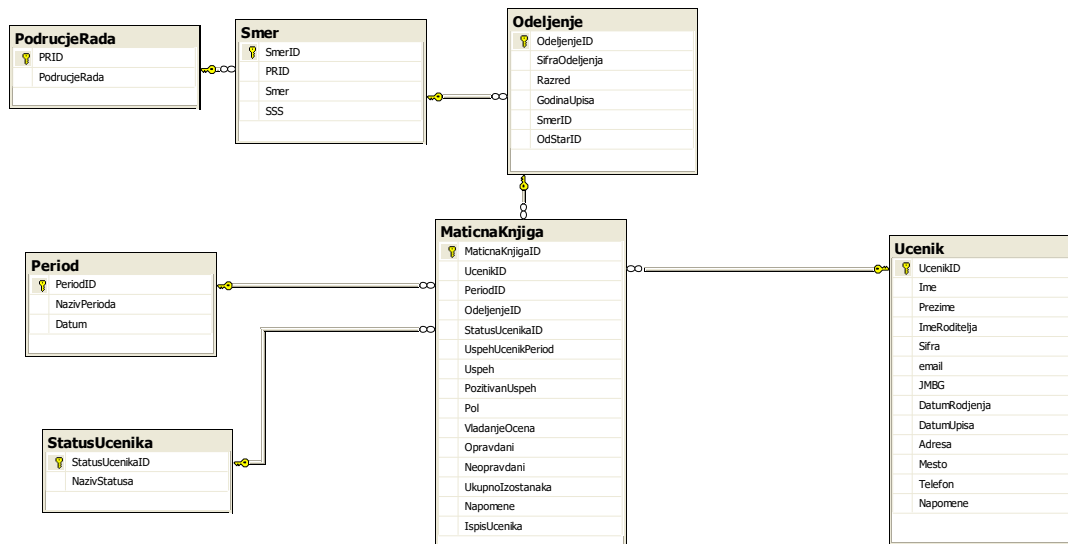 PodrucjeRada
PRID
PodrucjeRada
Smer
SmerID
PRID
Smer
SSS
Odeljenje
OdeljenjeID
SifraOdeljenja
Razred
GodinaUpisa
SmerID
OdStarID
Period
PeriodID
NazivPerioda
Datum
StatusUcenika
StatusUcenikaID
NazivStatusa
MaticnaKnjiga
MaticnaKnjigaID
UcenikID
PeriodID
OdeljenjeID
StatusUcenikaID
UspehUcenikPeriod
Uspeh
PozitivanUspeh
Pol
VladanjeOcena
Opravdani
Neopravdani
UkupnoIzostanaka
Napomene
IspisUcenika
Ucenik
UcenikID
Ime
Prezime
ImeRoditelja
Sifra
email
JMBG
DatumRodjenja
DatumUpisa
Adresa
Mesto
Telefon
Napomene